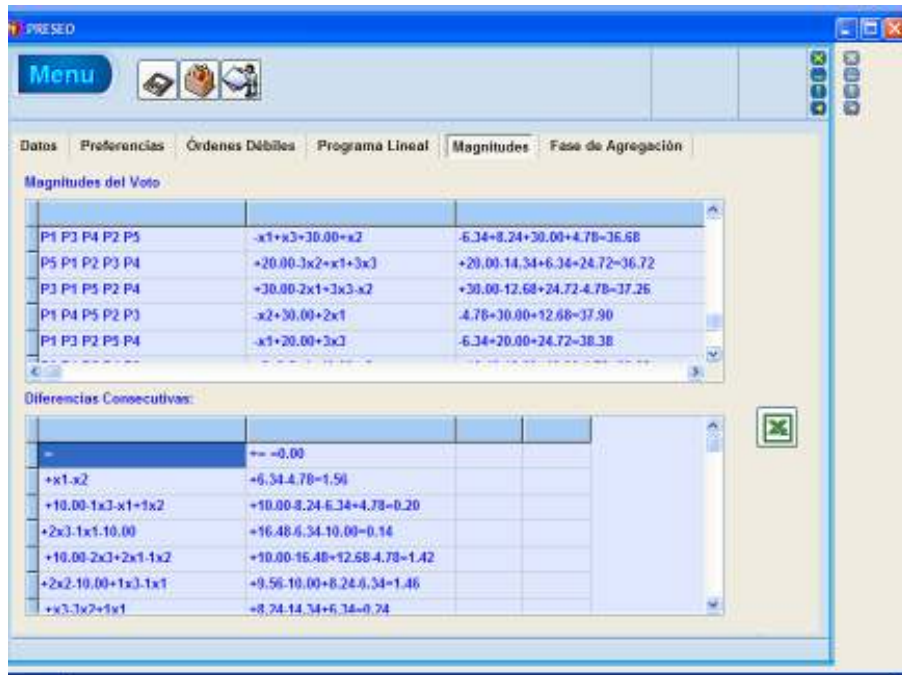 PRESEO
Menu
Datos Preferencias Órdenes Débiles Programa Lineal Magnitudes Fase de Agregación
Magnitudes del Voto
P1 P3 P4 P2 P5 -x1+x3+30.00+x2 -6.34+8.24+30.00+4.78=36.68
P5 P1 P2 P3 P4 +20.00-3x2+x1+3x3 +20.00-14.34+6.34+24.72=36.72
P3 P1 P5 P2 P4 +30.00-2x1+3x3-x2 +30.00-12.68+24.72-4.78=37.26
P1 P4 P5 P2 P3 -x2+30.00+2x1 -4.78+30.00+12.68=37.90
P1 P3 P2 P5 P4 -x1+20.00+3x3 -6.34+20.00+24.72=38.38
Diferencias Consecutivas:
= += =0.00
+x1-x2 +6.34-4.78=1.56
+10.00-1x3-x1+1x2 +10.00-8.24-6.34+4.78=0.20
+2x3-1x1-10.00 +16.48-6.34-10.00=0.14
+10.00-2x3+2x1-1x2 +10.00-16.48+12.68-4.78=1.42
+2x2-10.00+1x3-1x1 +9.56-10.00+8.24-6.34=1.46
+x3-3x2+1x1 +8.24-14.34+6.34=0.24